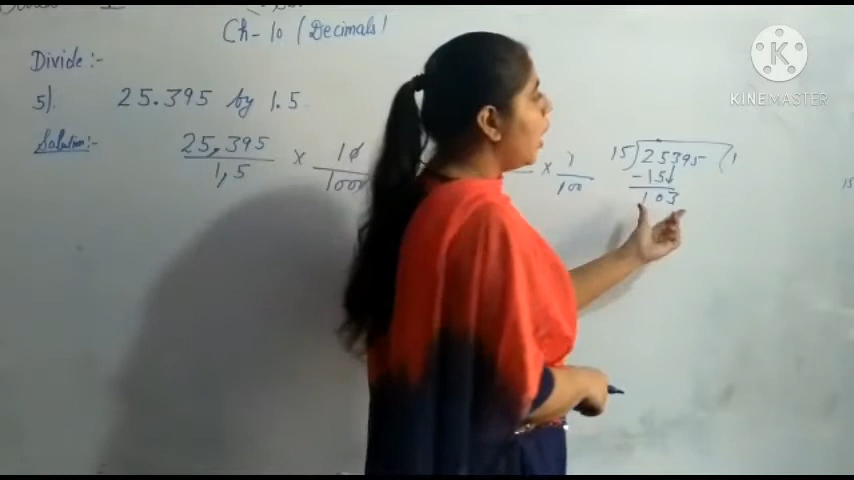 Ch-10 (Decimals)
Divide:-
5). 25.395 by 1.5
Solution:-
25,395 / 1,5 × 10 / 1000
× 1 / 100
15) 25395 (1
-15↓
103
K
KINEMASTER
15